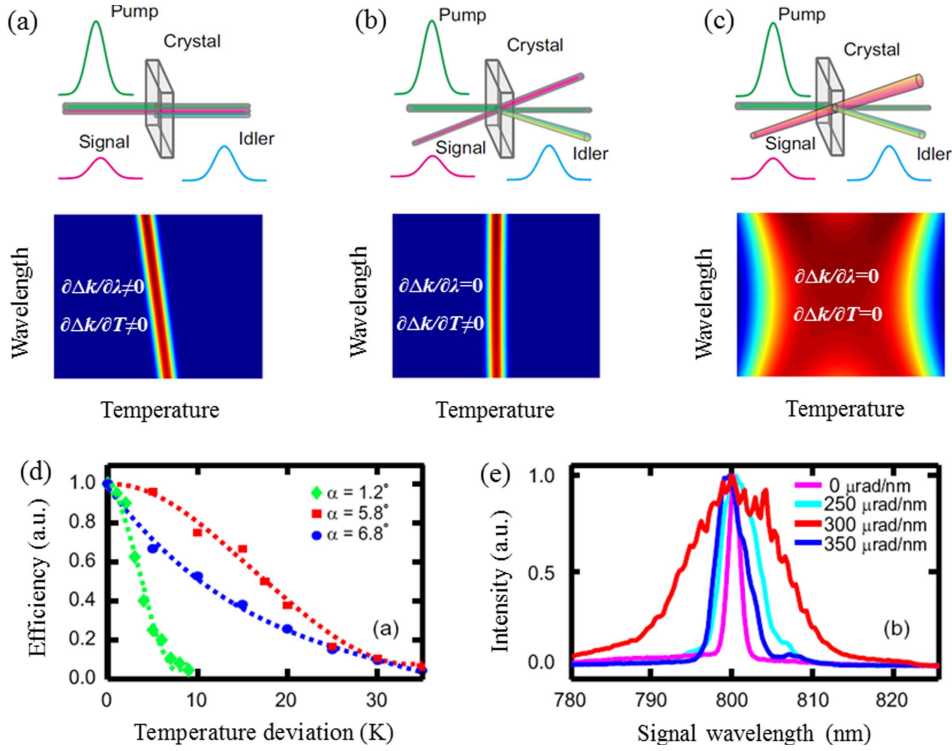 (a)
Pump
Crystal
Signal
Idler
Wavelength
∂Δk/∂λ≠0
∂Δk/∂T≠0
Temperature
(b)
Pump
Crystal
Signal
Idler
Wavelength
∂Δk/∂λ=0
∂Δk/∂T≠0
Temperature
(c)
Pump
Crystal
Signal
Idler
Wavelength
∂Δk/∂λ=0
∂Δk/∂T=0
Temperature
(d)
Efficiency (a.u.)
1.0
0.8
0.6
0.4
0.2
0.0
α = 1.2°
α = 5.8°
α = 6.8°
(a)
0 10 20 30
Temperature deviation (K)
(e)
Intensity (a.u.)
1.0
0.5
0.0
0 μrad/nm
250 μrad/nm
300 μrad/nm
350 μrad/nm
(b)
780 790 800 810 820
Signal wavelength (nm)